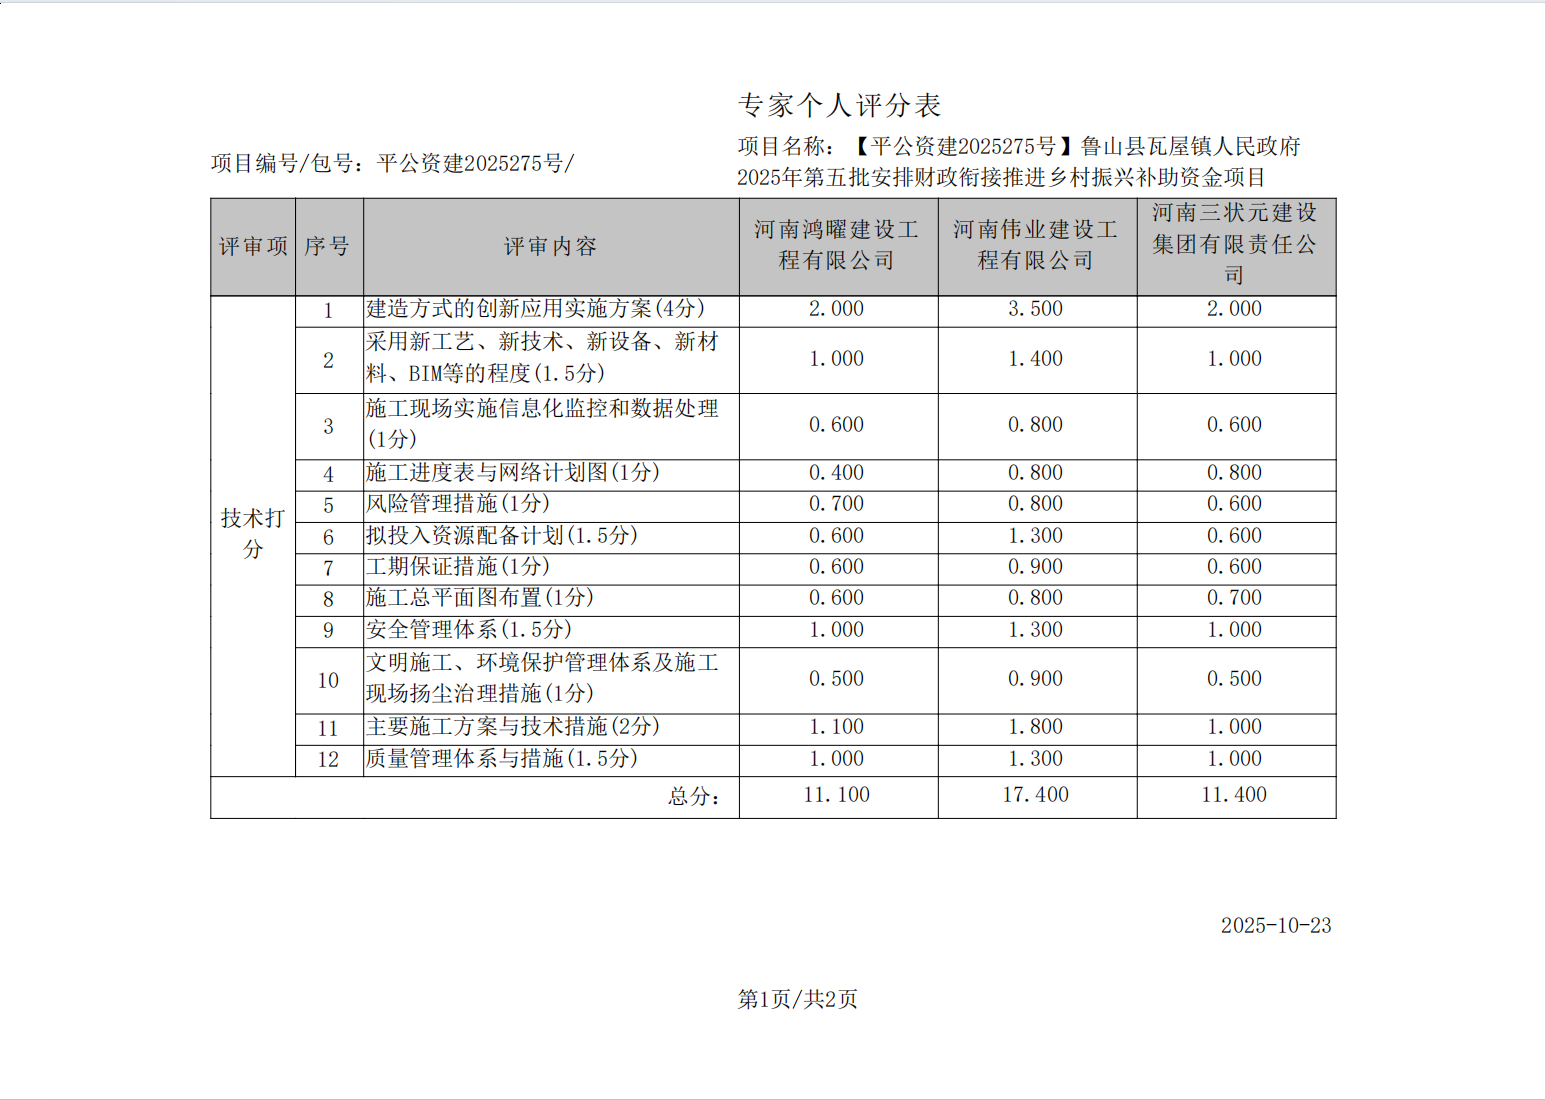 专家个人评分表
项目编号/包号：平公资建2025275号/
项目名称：【平公资建2025275号】鲁山县瓦屋镇人民政府
2025年第五批安排财政衔接推进乡村振兴补助资金项目
评审项 序号 评审内容 河南鸿曜建设工程有限公司 河南伟业建设工程有限公司 河南三状元建设集团有限责任公司
技术打分
1 建造方式的创新应用实施方案(4分) 2.000 3.500 2.000
2 采用新工艺、新技术、新设备、新材料、BIM等的程度(1.5分) 1.000 1.400 1.000
3 施工现场实施信息化监控和数据处理(1分) 0.600 0.800 0.600
4 施工进度表与网络计划图(1分) 0.400 0.800 0.800
5 风险管理措施(1分) 0.700 0.800 0.600
6 拟投入资源配备计划(1.5分) 0.600 1.300 0.600
7 工期保证措施(1分) 0.600 0.900 0.600
8 施工总平面图布置(1分) 0.600 0.800 0.700
9 安全管理体系(1.5分) 1.000 1.300 1.000
10 文明施工、环境保护管理体系及施工现场扬尘治理措施(1分) 0.500 0.900 0.500
11 主要施工方案与技术措施(2分) 1.100 1.800 1.000
12 质量管理体系与措施(1.5分) 1.000 1.300 1.000
总分： 11.100 17.400 11.400
2025-10-23
第1页/共2页